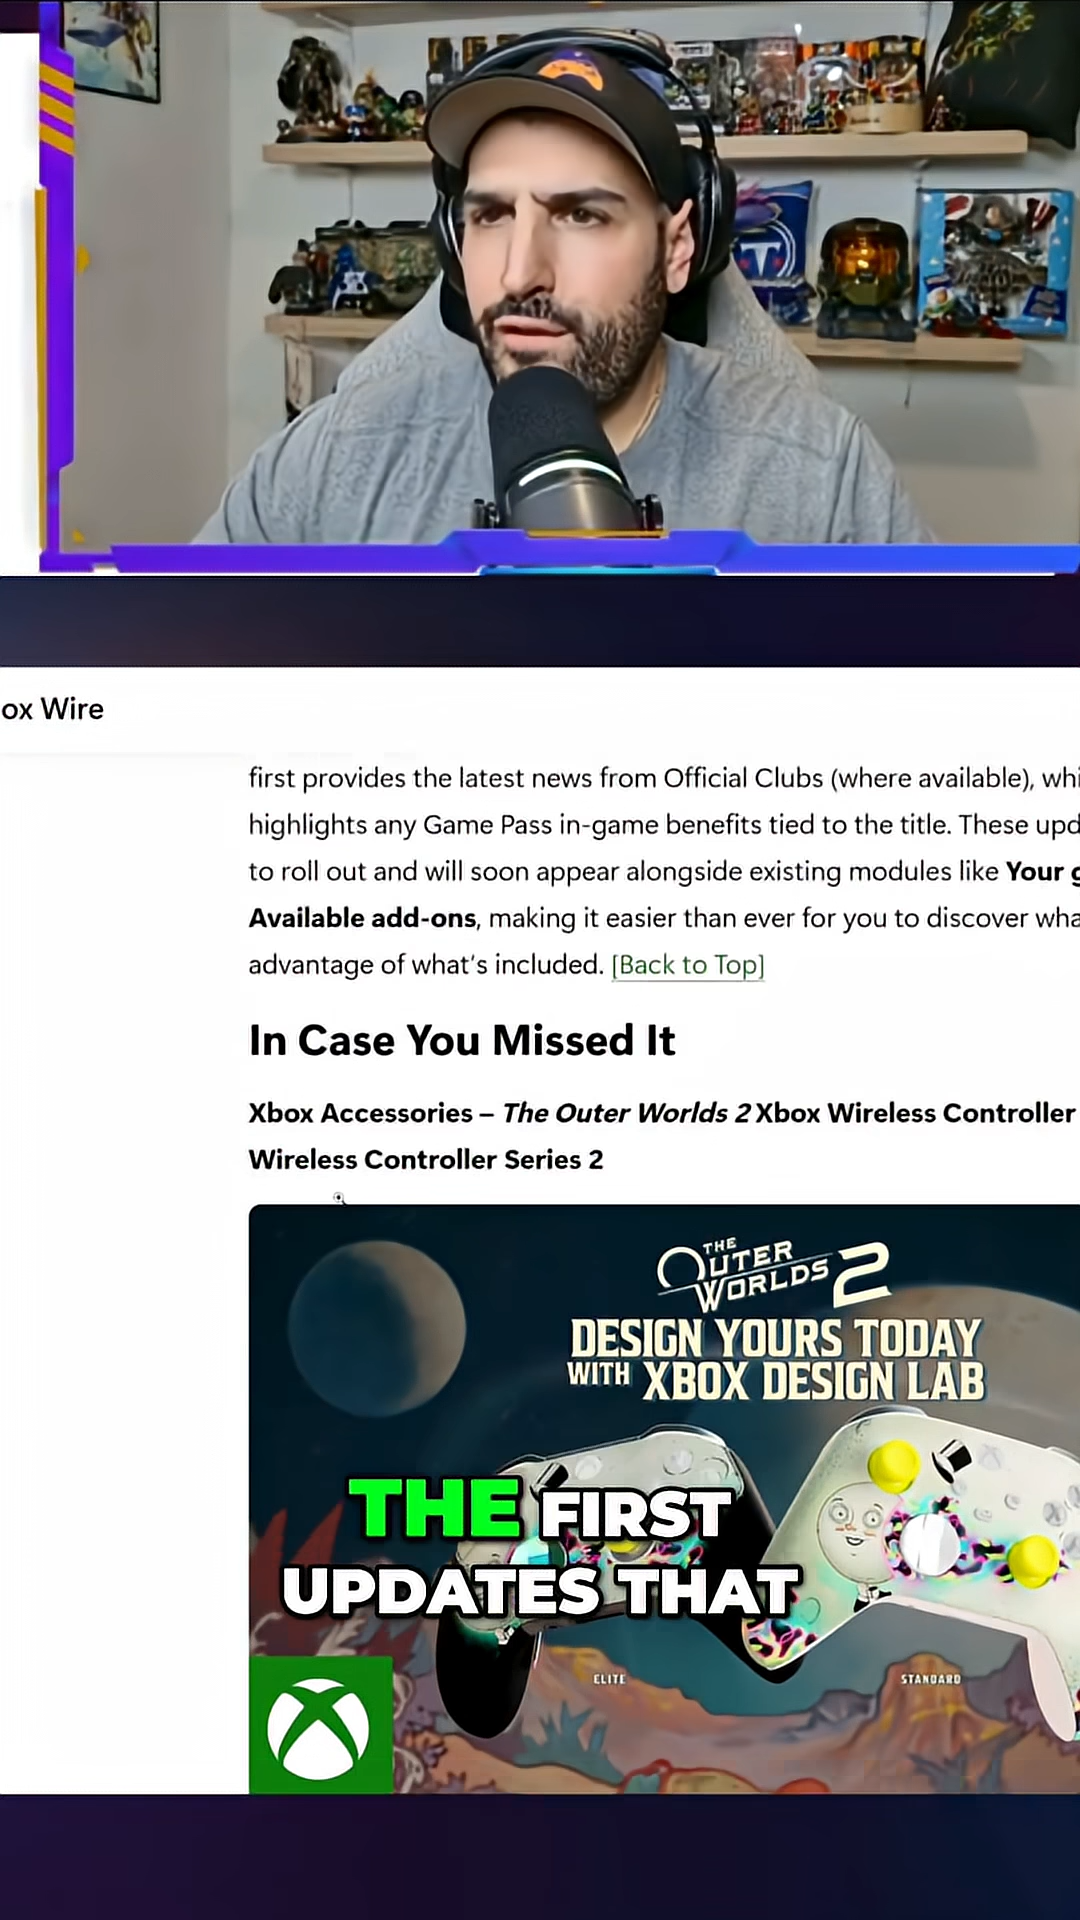 ox Wire
first provides the latest news from Official Clubs (where available), whi
highlights any Game Pass in-game benefits tied to the title. These upd
to roll out and will soon appear alongside existing modules like Your g
Available add-ons, making it easier than ever for you to discover wha
advantage of what's included. [Back to Top]
In Case You Missed It
Xbox Accessories – The Outer Worlds 2 Xbox Wireless Controller
Wireless Controller Series 2
THE
OUTER
WORLDS 2
DESIGN YOURS TODAY
WITH XBOX DESIGN LAB
THE FIRST
UPDATES THAT
ELITE
STANDARD